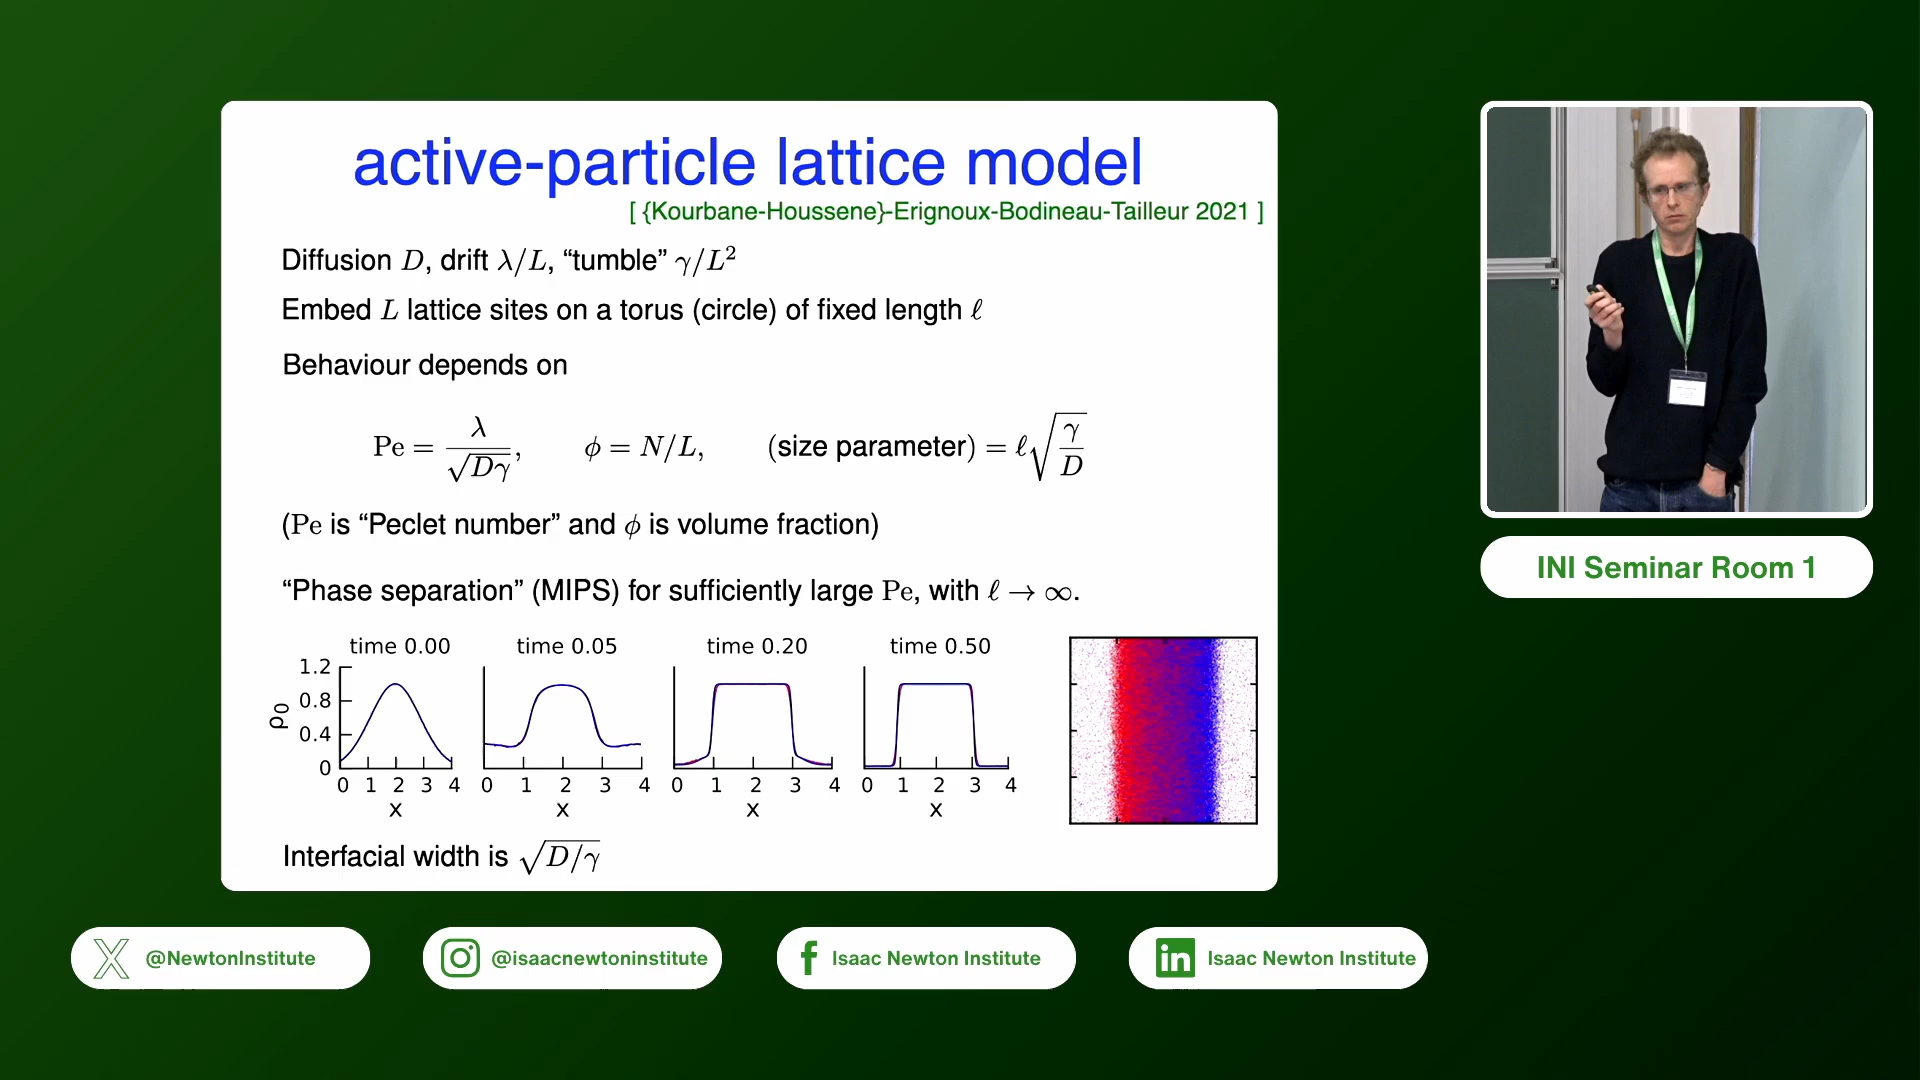 active-particle lattice model
[ {Kourbane-Houssene}-Erignoux-Bodineau-Tailleur 2021 ]
Diffusion D, drift λ/L, “tumble” γ/L²
Embed L lattice sites on a torus (circle) of fixed length ℓ
Behaviour depends on
Pe = λ/√(Dγ), φ = N/L, (size parameter) = ℓ√(γ/D)
(Pe is “Peclet number” and φ is volume fraction)
“Phase separation” (MIPS) for sufficiently large Pe, with ℓ → ∞.
time 0.00 time 0.05 time 0.20 time 0.50
1.2
0.8
0.4
0
ρ0
0 1 2 3 4 0 1 2 3 4 0 1 2 3 4 0 1 2 3 4
x x x x
Interfacial width is √(D/γ)
INI Seminar Room 1
@NewtonInstitute
@isaacnewtoninstitute
Isaac Newton Institute
Isaac Newton Institute